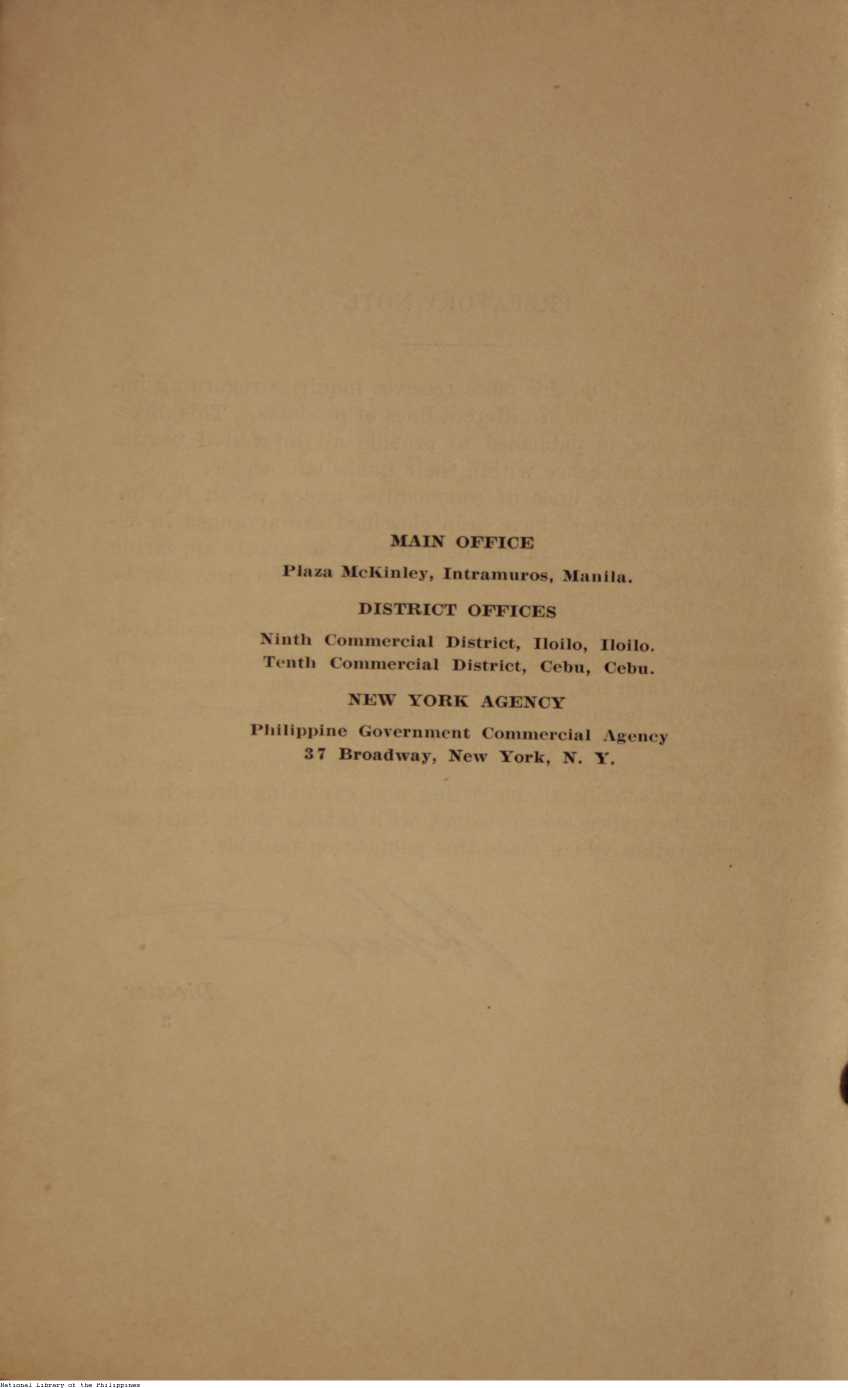 MAIN OFFICE
Plaza McKinley, Intramuros, Manila.
DISTRICT OFFICES
Ninth Commercial District, Iloilo, Iloilo.
Tenth Commercial District, Cebu, Cebu.
NEW YORK AGENCY
Philippine Government Commercial Agency
37 Broadway, New York, N. Y.
National Library of the Philippines